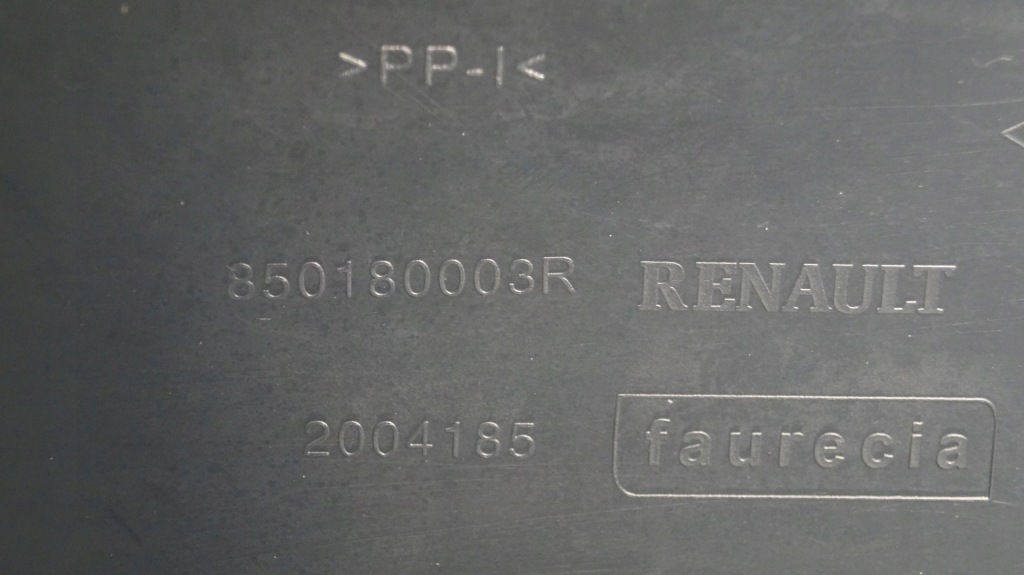 >PP-I<
850180003R RENAULT
2004185 faurecia